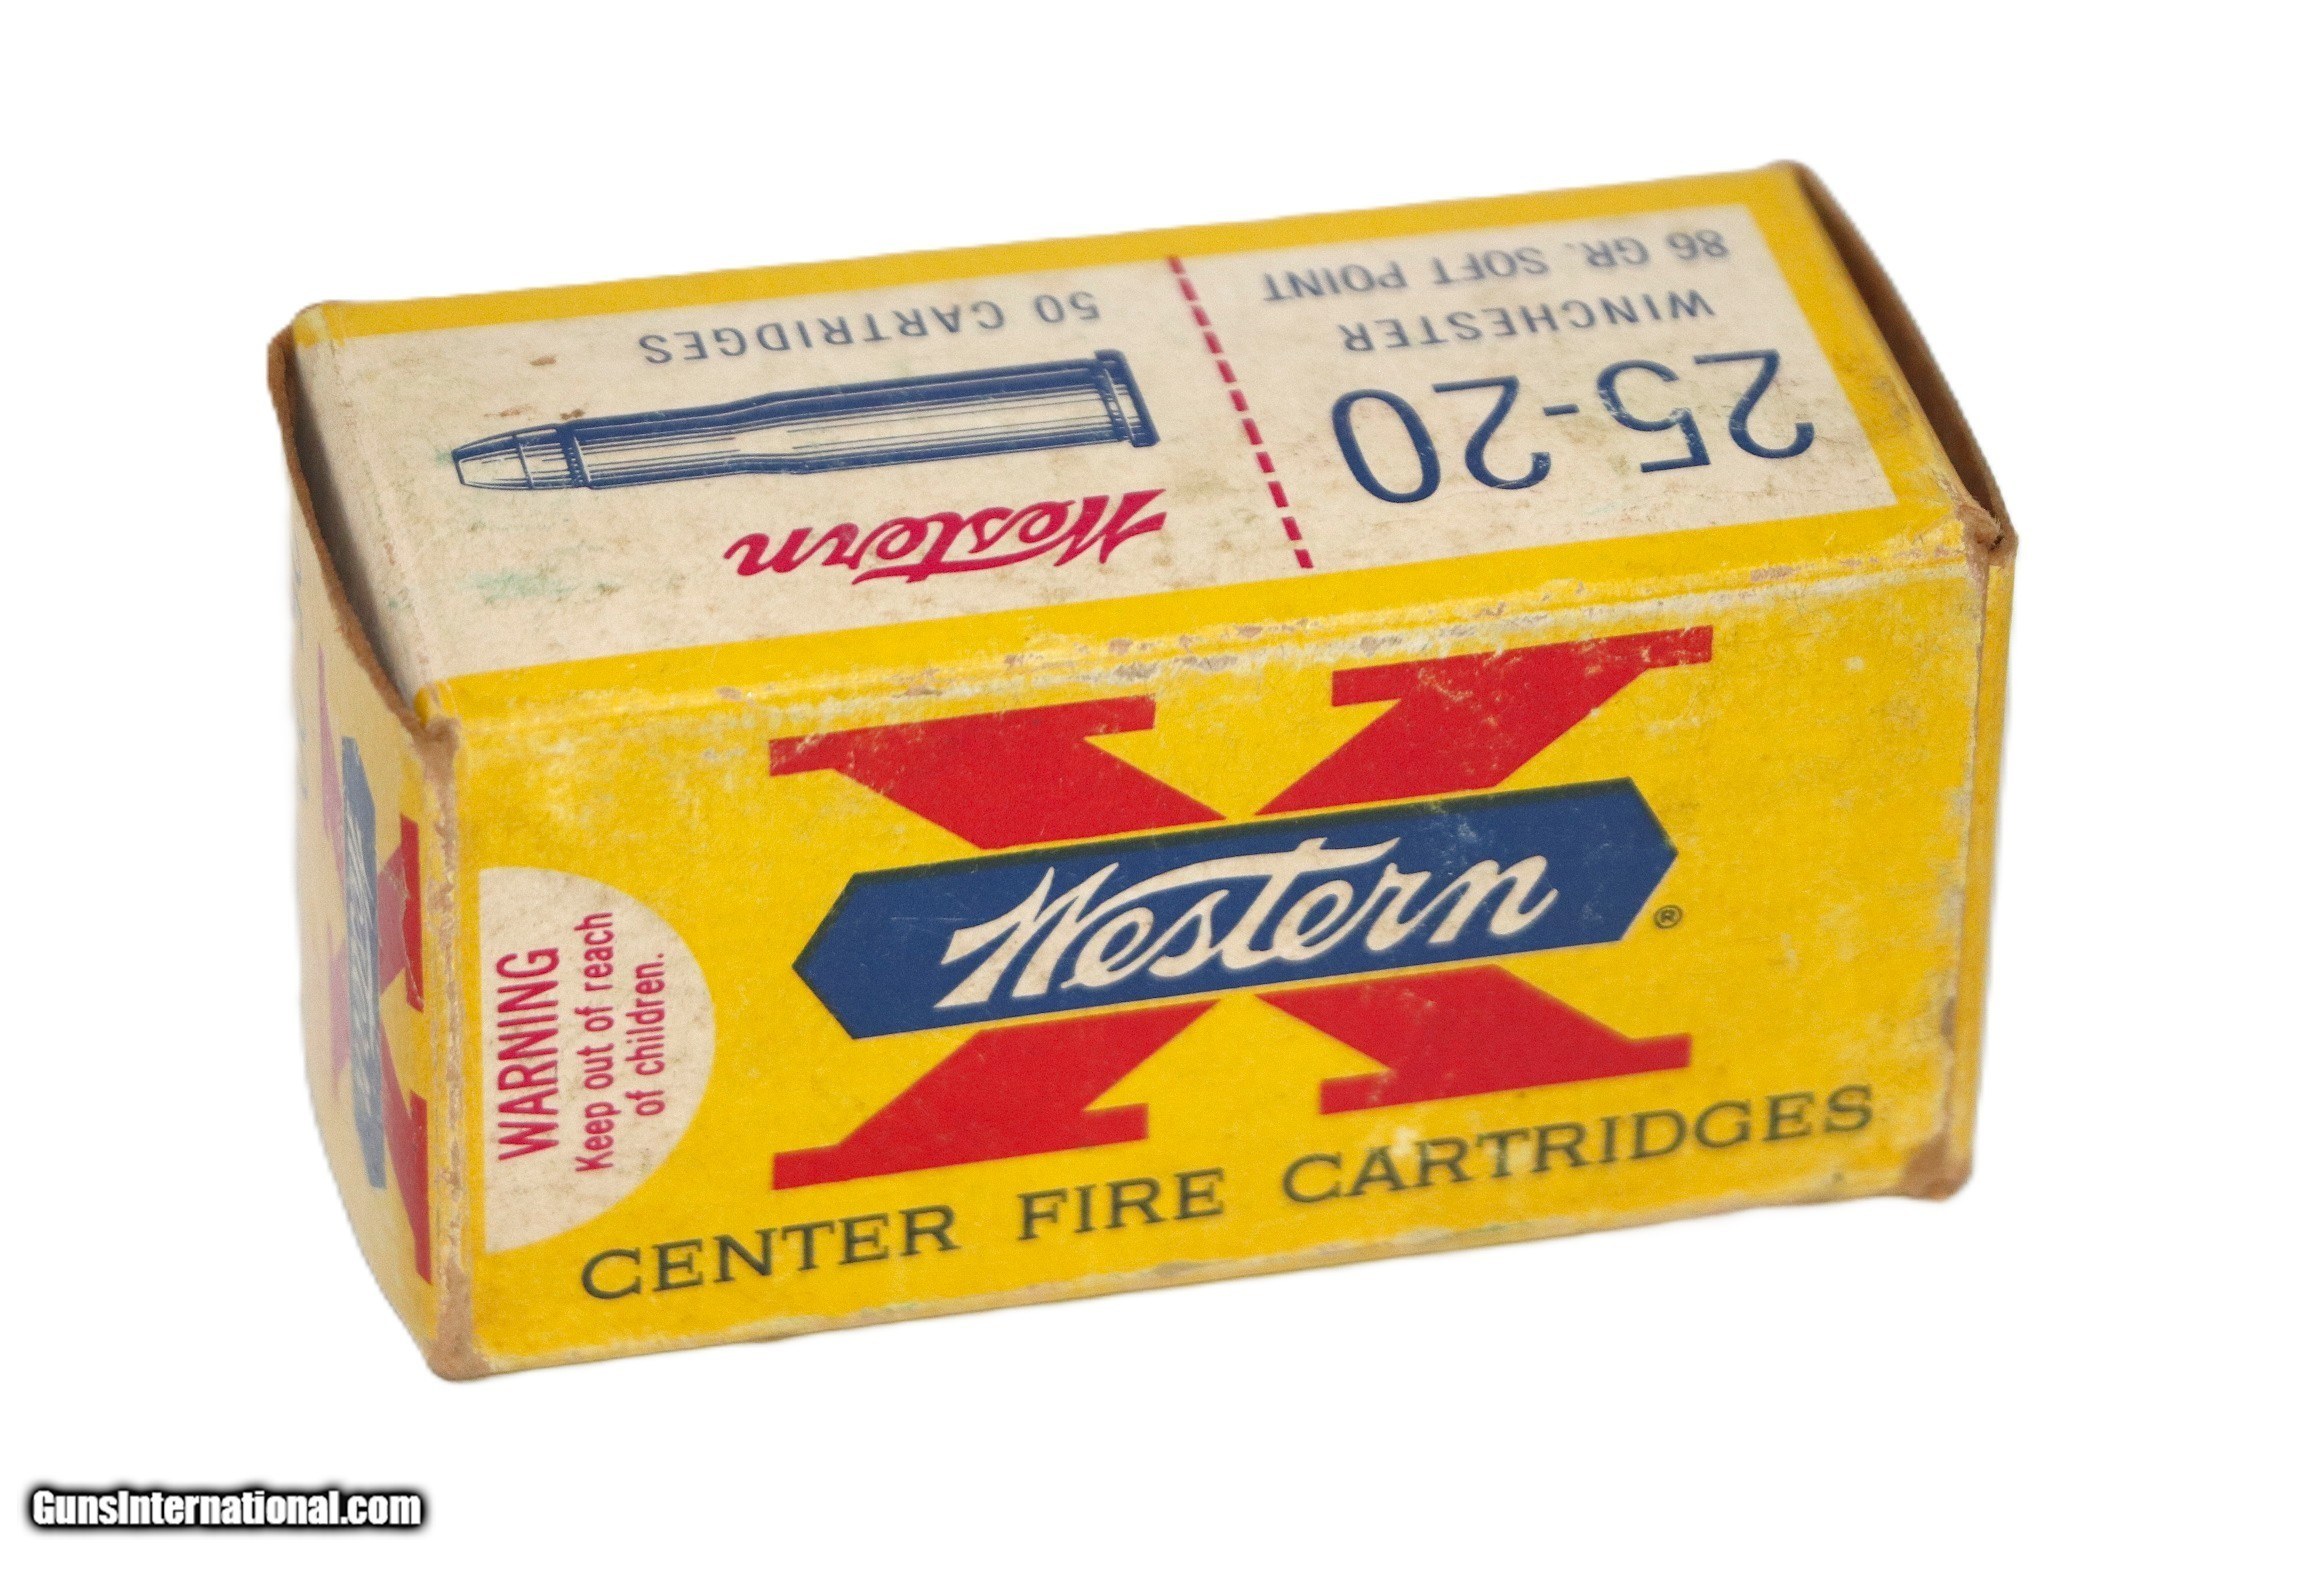 25-20
WINCHESTER
86 GR. SOFT POINT
Western
50 CARTRIDGES
Western
®
WARNING
Keep out of reach
of children.
CENTER FIRE CARTRIDGES
Western
GunsInternational.com